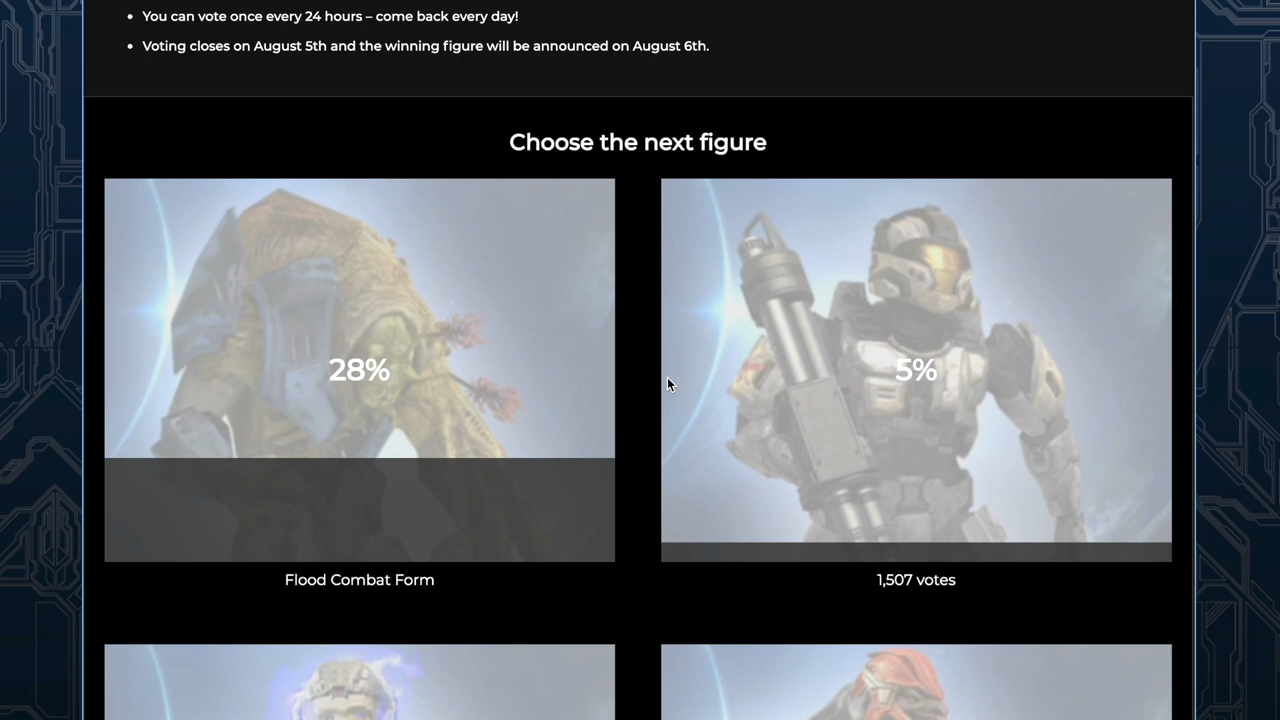 You can vote once every 24 hours – come back every day!
Voting closes on August 5th and the winning figure will be announced on August 6th.
Choose the next figure
28%
5%
Flood Combat Form
1,507 votes